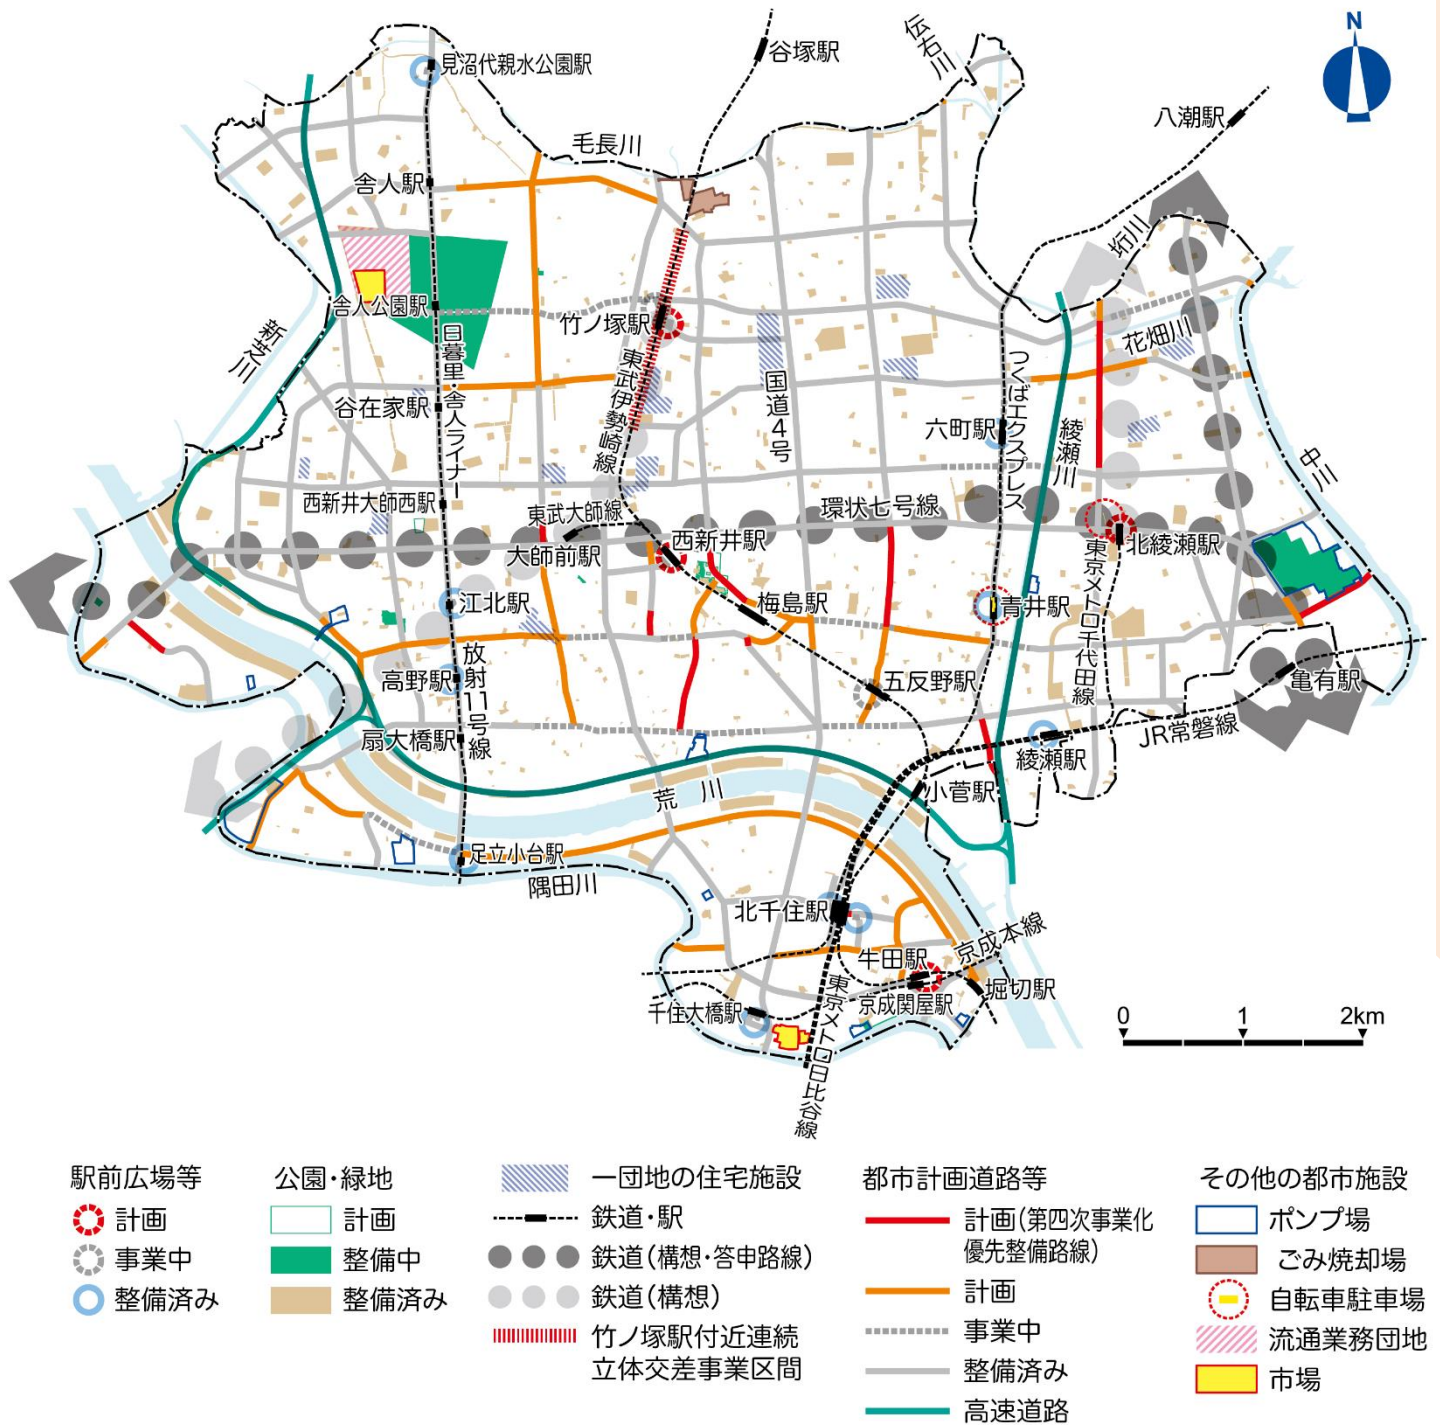 N
谷塚駅
伝右川
見沼代親水公園駅
八潮駅
毛長川
舎人駅
垳川
舎人公園駅
竹ノ塚駅
花畑川
新芝川
日暮里・舎人ライナー
東武伊勢崎線
国道4号
つくばエクスプレス
谷在家駅
六町駅
綾瀬川
中川
西新井大師西駅
東武大師線
環状七号線
大師前駅
西新井駅
北綾瀬駅
東京メトロ千代田線
江北駅
梅島駅
青井駅
高野駅
放射11号線
五反野駅
亀有駅
扇大橋駅
JR常磐線
綾瀬駅
荒川
小菅駅
足立小台駅
隅田川
北千住駅
牛田駅
京成本線
京成関屋駅
堀切駅
千住大橋駅
東京メトロ日比谷線
0 1 2km
駅前広場等
計画
事業中
整備済み
公園・緑地
計画
整備中
整備済み
一団地の住宅施設
鉄道・駅
鉄道(構想・答申路線)
鉄道(構想)
竹ノ塚駅付近連続
立体交差事業区間
都市計画道路等
計画(第四次事業化
優先整備路線)
計画
事業中
整備済み
高速道路
その他の都市施設
ポンプ場
ごみ焼却場
自転車駐車場
流通業務団地
市場